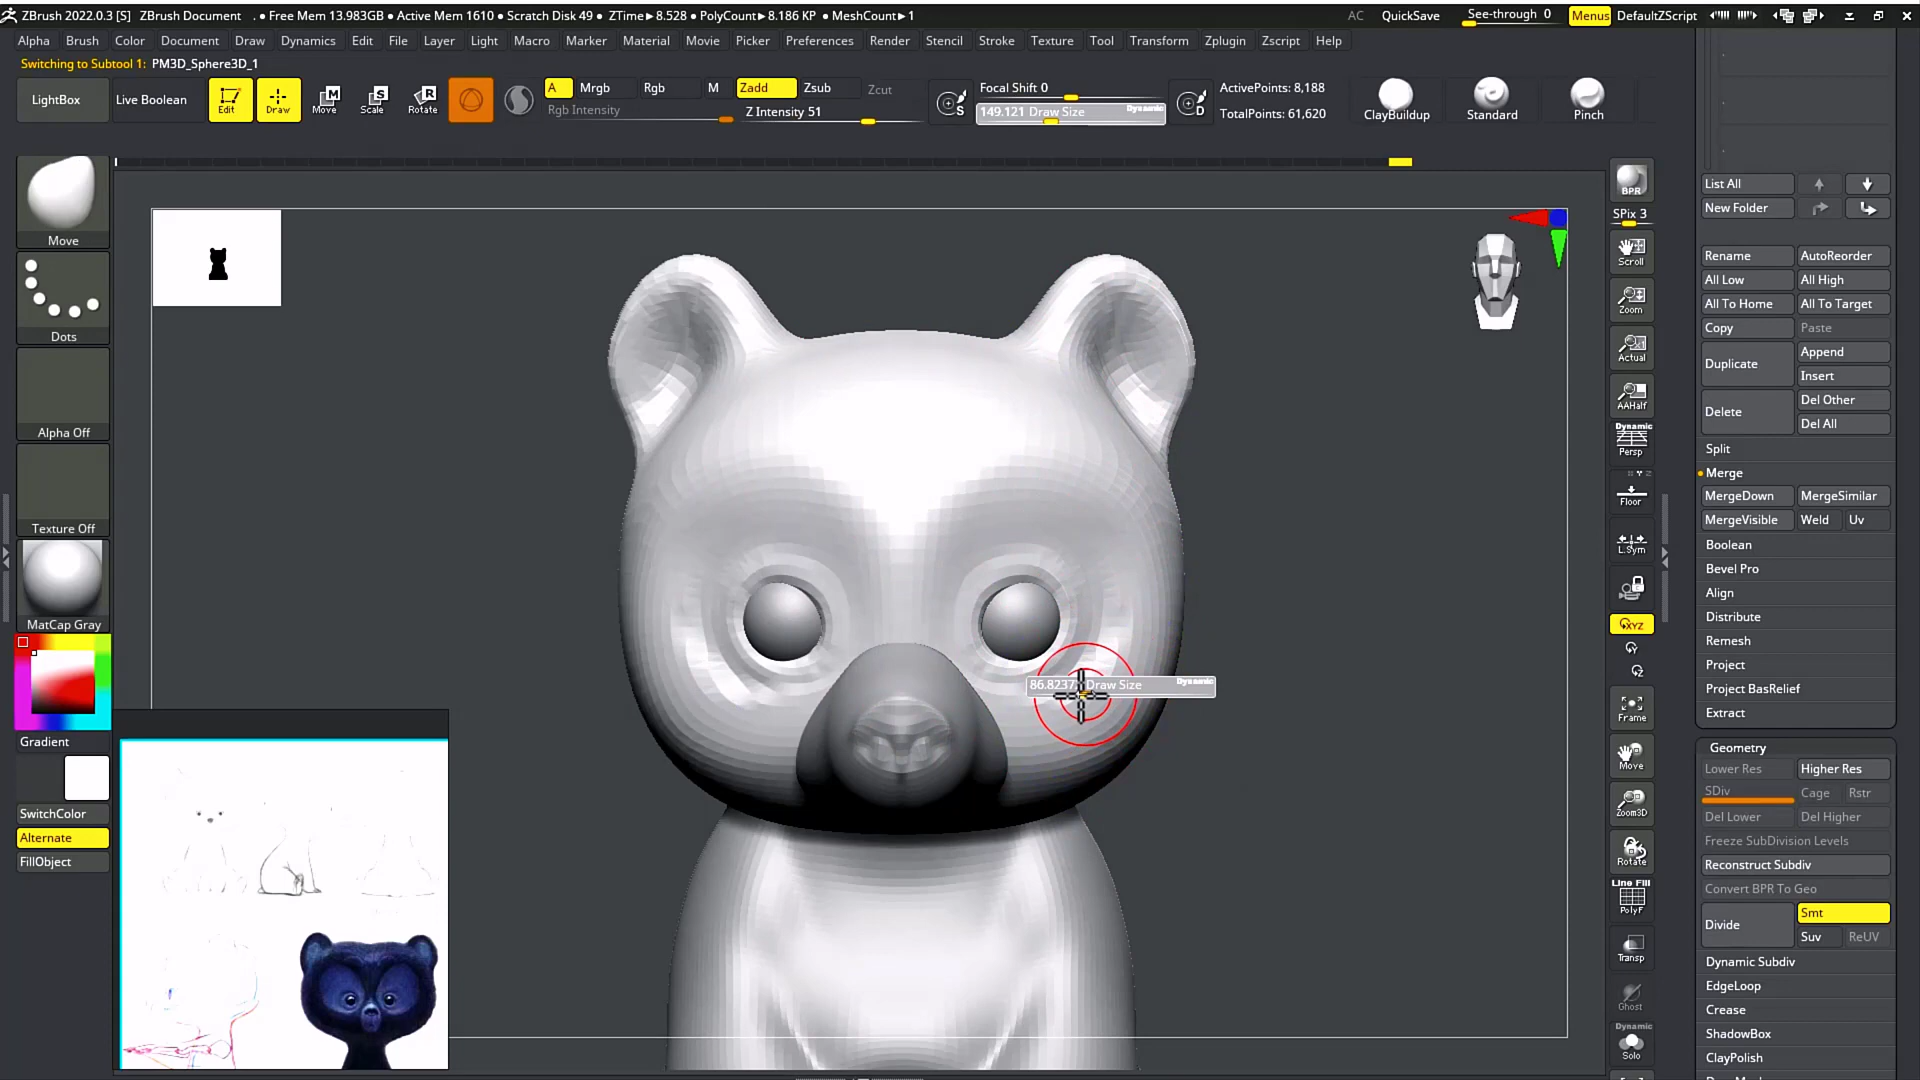 ZBrush 2022.0.3 [S] ZBrush Document . ● Free Mem 13.983GB ● Active Mem 1610 ● Scratch Disk 49 ● ZTime►8.528 ● PolyCount►8.186 KP ● MeshCount►1 AC QuickSave See-through 0 Menus DefaultZScript
Alpha Brush Color Document Draw Dynamics Edit File Layer Light Macro Marker Material Movie Picker Preferences Render Stencil Stroke Texture Tool Transform Zplugin Zscript Help
Switching to Subtool 1: PM3D_Sphere3D_1
LightBox Live Boolean Edit Draw Move Scale Rotate
A Mrgb Rgb M Zadd Zsub Zcut
Rgb Intensity Z Intensity 51
S Focal Shift 0
149.121 Draw Size Dynamic
D ActivePoints: 8,188
TotalPoints: 61,620
ClayBuildup Standard Pinch
Move
Dots
Alpha Off
Texture Off
MatCap Gray
Gradient
SwitchColor
Alternate
FillObject
86.8237 Draw Size Dynamic
BPR
SPix 3
Scroll
Zoom
Actual
AAHalf
Dynamic
Persp
Floor
L.Sym
XYZ
Frame
Move
Zoom3D
Rotate
Line Fill
PolyF
Transp
Ghost
Dynamic
Solo
List All
New Folder
Rename AutoReorder
All Low All High
All To Home All To Target
Copy Paste
Duplicate Append
Insert
Delete Del Other
Del All
Split
Merge
MergeDown MergeSimilar
MergeVisible Weld Uv
Boolean
Bevel Pro
Align
Distribute
Remesh
Project
Project BasRelief
Extract
Geometry
Lower Res Higher Res
SDiv Cage Rstr
Del Lower Del Higher
Freeze SubDivision Levels
Reconstruct Subdiv
Convert BPR To Geo
Divide Smt
Suv ReUV
Dynamic Subdiv
EdgeLoop
Crease
ShadowBox
ClayPolish